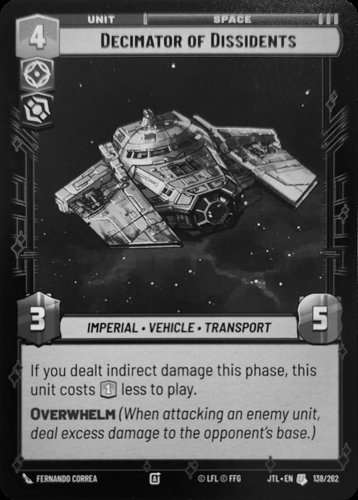 UNIT SPACE
4 DECIMATOR OF DISSIDENTS
3 5
IMPERIAL • VEHICLE • TRANSPORT
If you dealt indirect damage this phase, this
unit costs 1 less to play.
OVERWHELM (When attacking an enemy unit,
deal excess damage to the opponent's base.)
FERNANDO CORREA A © LFL © FFG JTL • EN 138/262